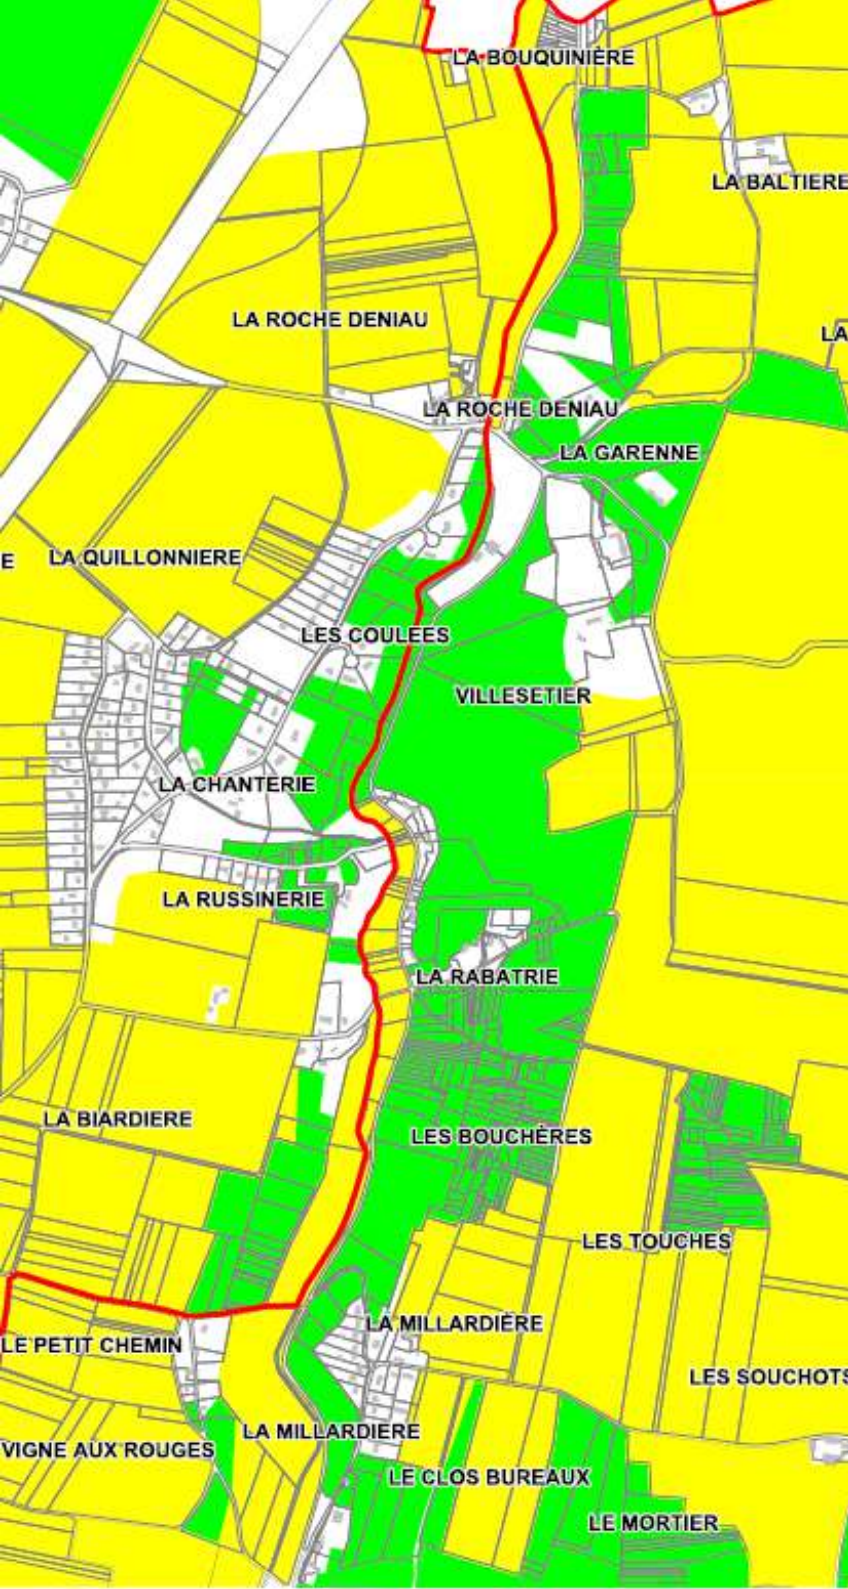 LA BOUQUINIÈRE
LA BALTIERE
LA ROCHE DENIAU
LA
LA ROCHE DENIAU
LA GARENNE
E
LA QUILLONNIERE
LES COULEES
VILLESETIER
LA CHANTERIE
LA RUSSINERIE
LA RABATRIE
LA BIARDIERE
LES BOUCHÈRES
LES TOUCHES
LA MILLARDIÈRE
LE PETIT CHEMIN
LES SOUCHOTS
LA MILLARDIERE
VIGNE AUX ROUGES
LE CLOS BUREAUX
LE MORTIER